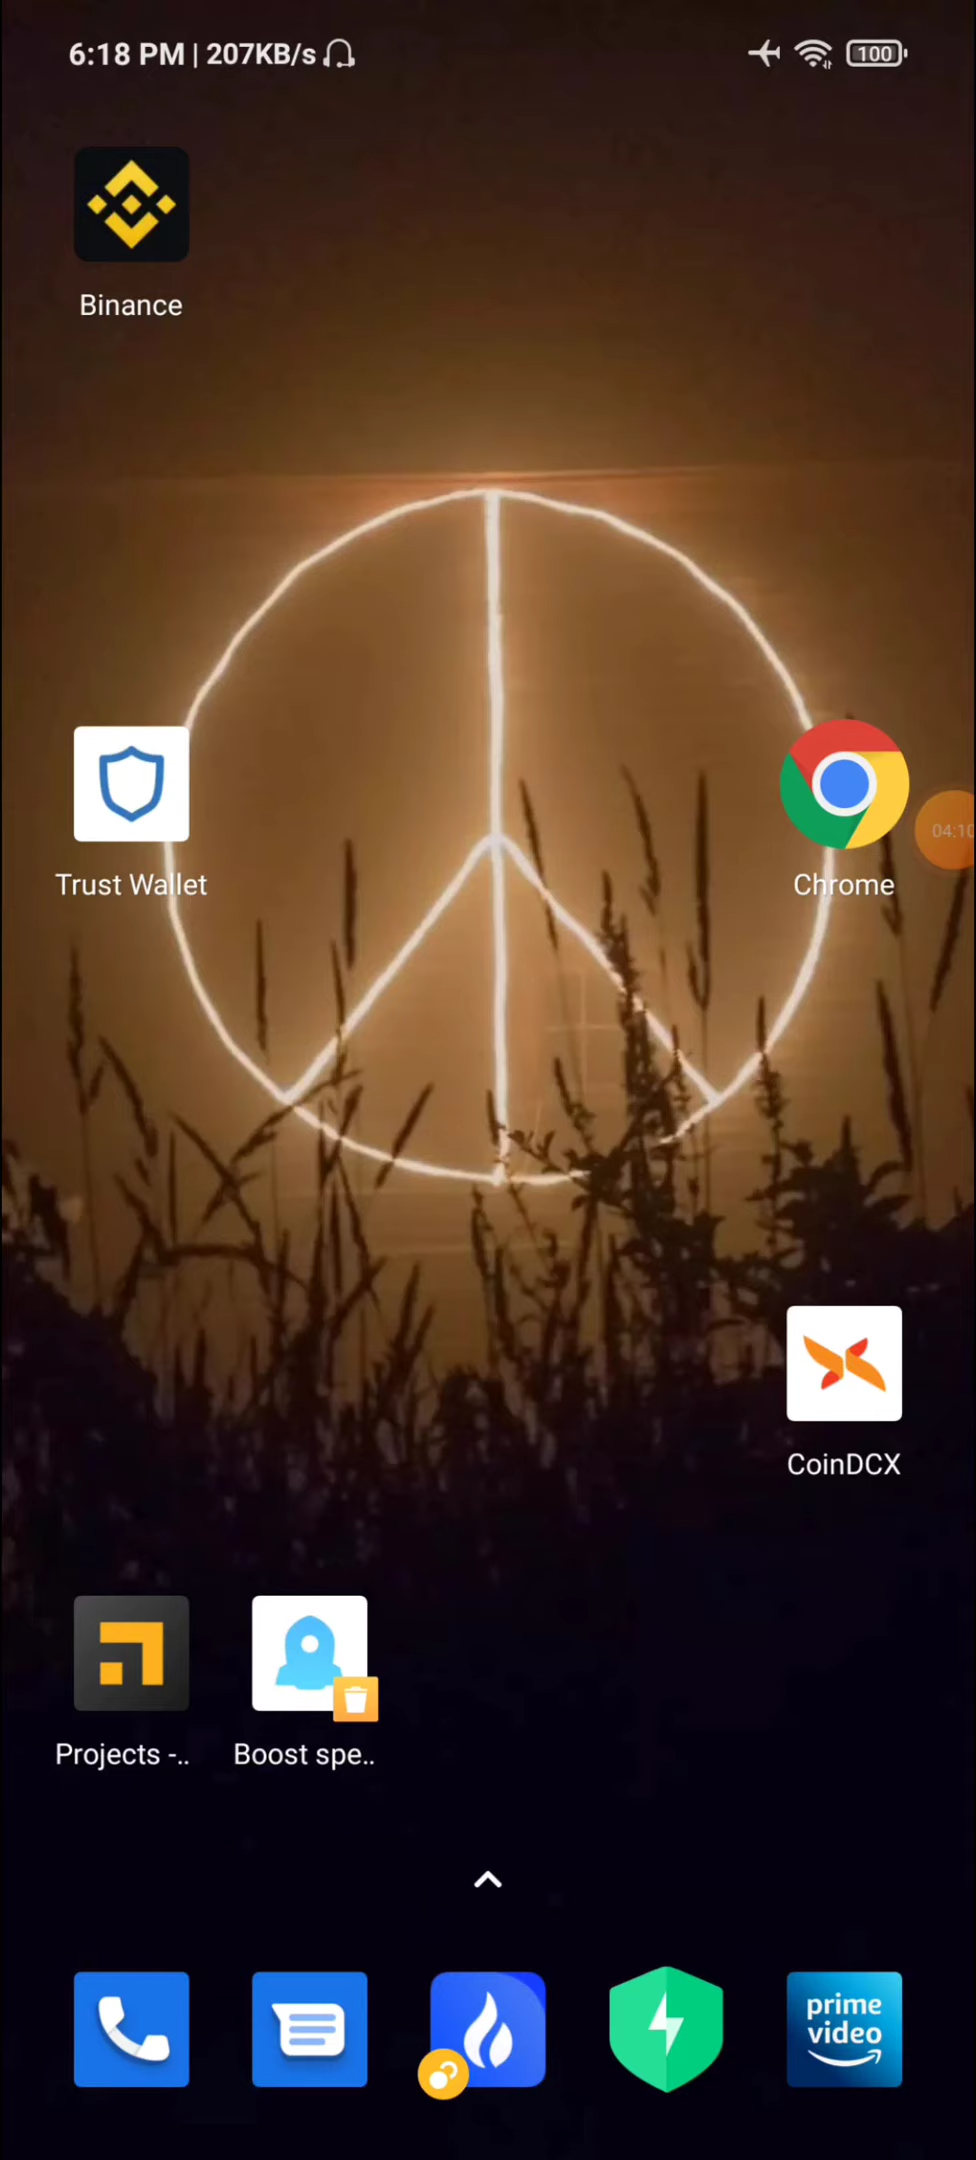 6:18 PM | 207KB/s
100
Binance
Trust Wallet
Chrome
CoinDCX
Projects -..
Boost spe..
prime
video